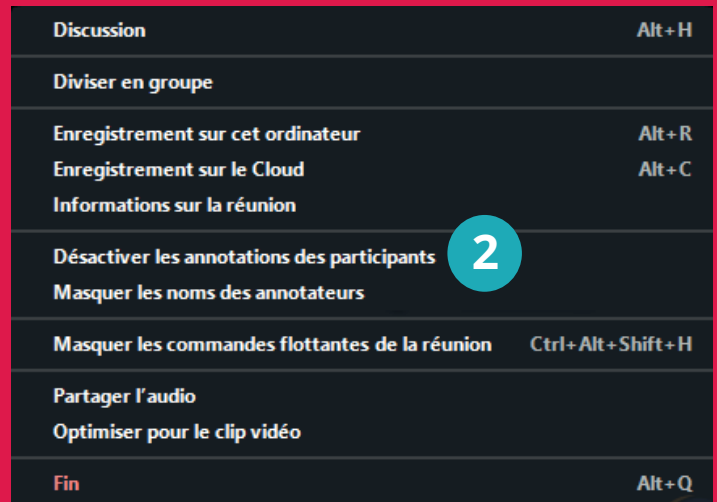 Discussion Alt+H
Diviser en groupe
Enregistrement sur cet ordinateur Alt+R
Enregistrement sur le Cloud Alt+C
Informations sur la réunion
Désactiver les annotations des participants 2
Masquer les noms des annotateurs
Masquer les commandes flottantes de la réunion Ctrl+Alt+Shift+H
Partager l'audio
Optimiser pour le clip vidéo
Fin Alt+Q